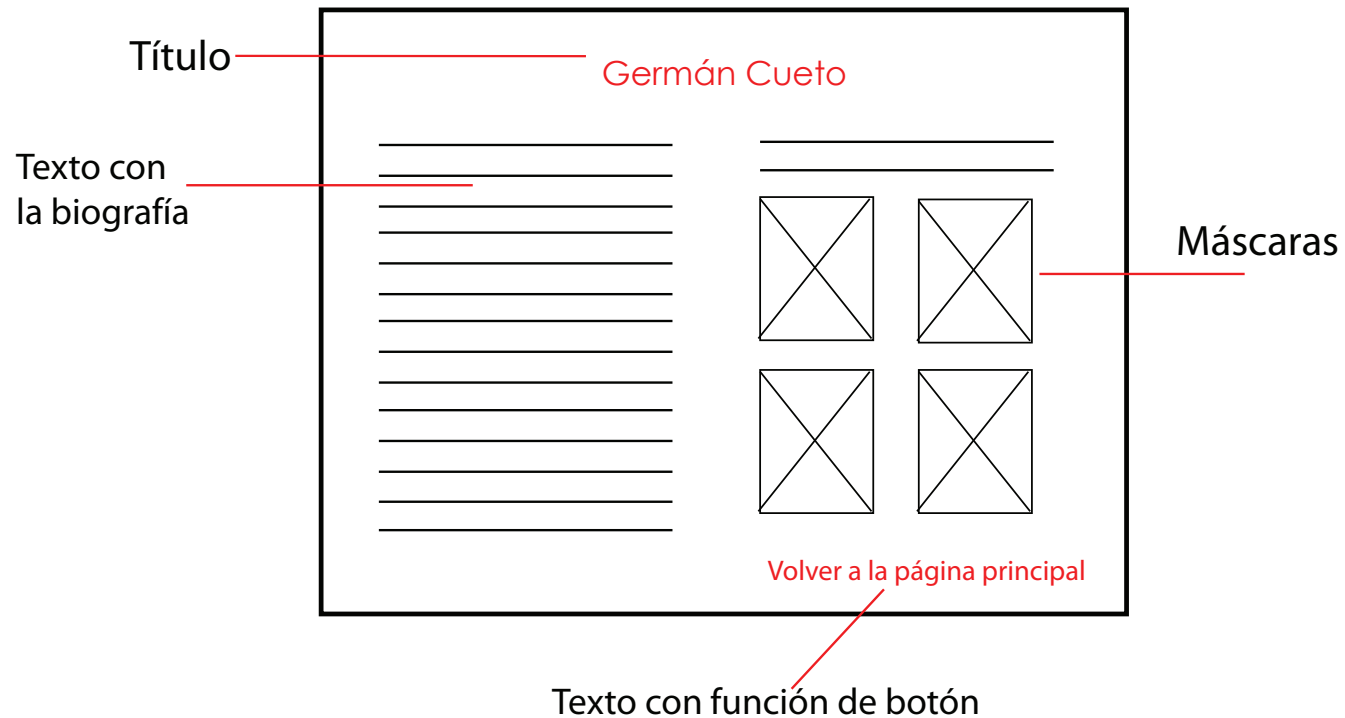 Título
Germán Cueto
Texto con
la biografía
Máscaras
Volver a la página principal
Texto con función de botón